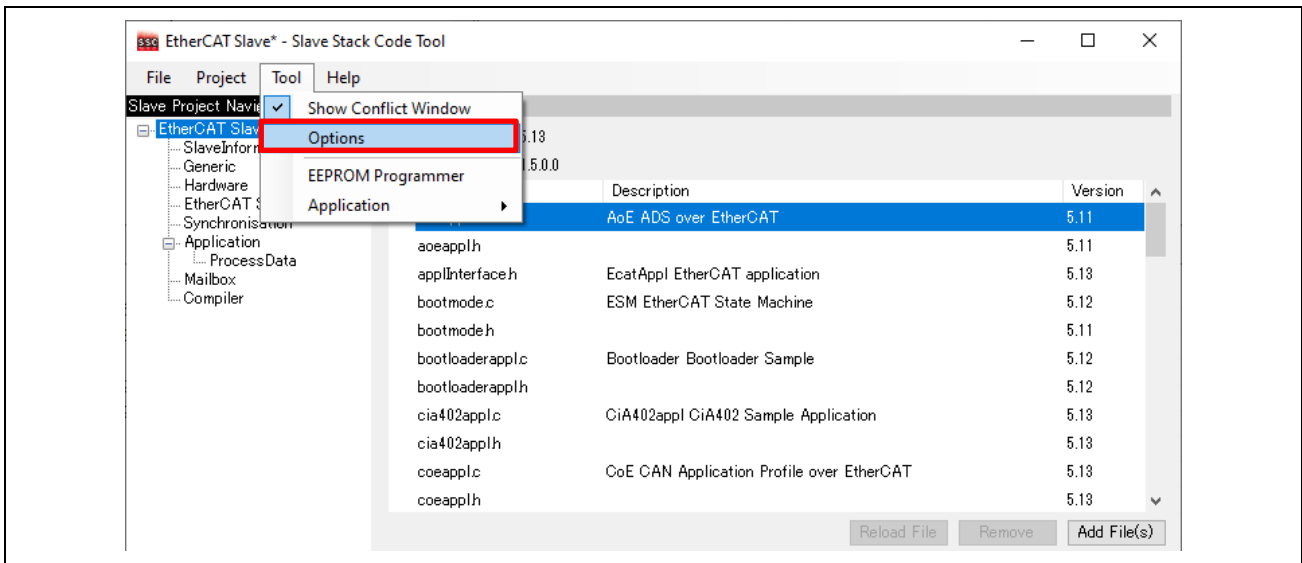 SSC EtherCAT Slave* - Slave Stack Code Tool
File Project Tool Help
Slave Project Navi
Show Conflict Window
EtherCAT Slav
Options
5.13
SlaveInforn
Generic
EEPROM Programmer
1.5.0.0
Hardware
Description Version
EtherCAT S
Application
AoE ADS over EtherCAT 5.11
Synchronisation
Application
aoeappl.h 5.11
ProcessData
applInterface.h EcatAppl EtherCAT application 5.13
Mailbox
Compiler
bootmode.c ESM EtherCAT State Machine 5.12
bootmode.h 5.11
bootloaderappl.c Bootloader Bootloader Sample 5.12
bootloaderappl.h 5.12
cia402appl.c CiA402appl CiA402 Sample Application 5.13
cia402appl.h 5.13
coeappl.c CoE CAN Application Profile over EtherCAT 5.13
coeappl.h 5.13
Reload File Remove Add File(s)